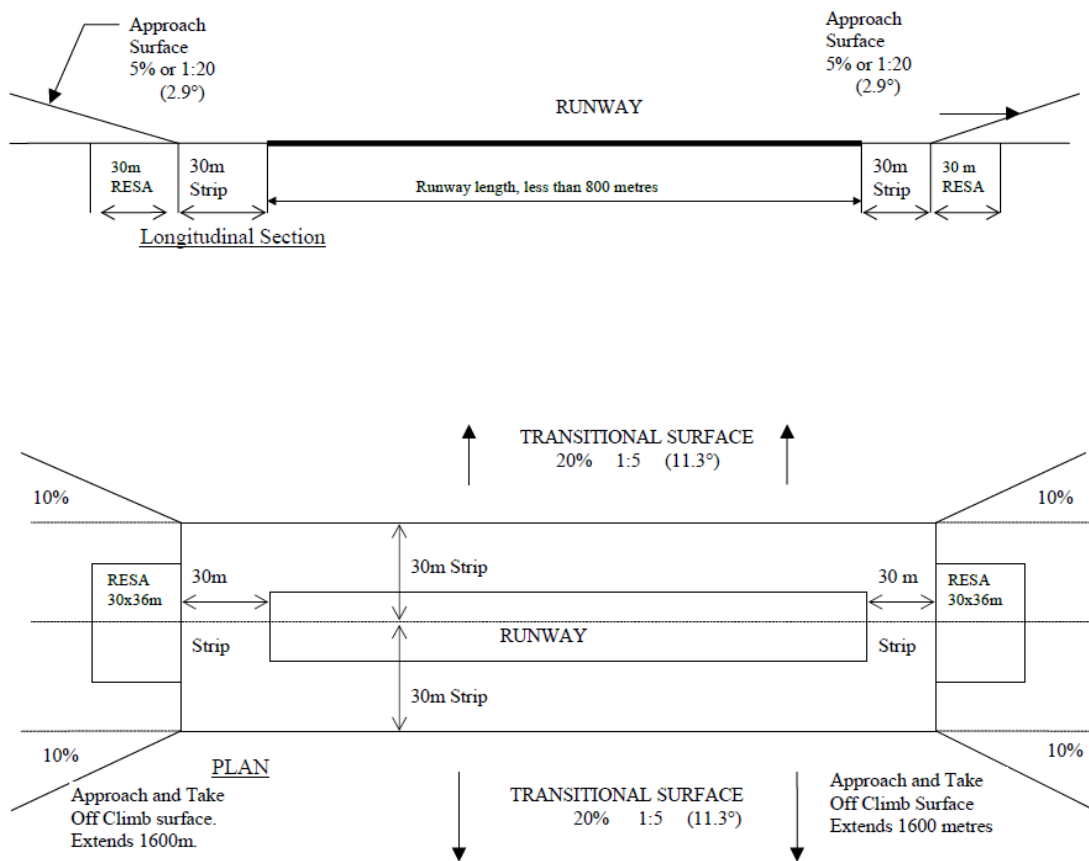 Approach
Surface
5% or 1:20
(2.9°)
Approach
Surface
5% or 1:20
(2.9°)
RUNWAY
30m
RESA
30m
Strip
Runway length, less than 800 metres
30m
Strip
30 m
RESA
Longitudinal Section
TRANSITIONAL SURFACE
20% 1:5 (11.3°)
10%
10%
RESA
30x36m
30m
Strip
30m Strip
RUNWAY
30m Strip
30 m
Strip
RESA
30x36m
10%
10%
PLAN
Approach and Take
Off Climb surface.
Extends 1600m.
TRANSITIONAL SURFACE
20% 1:5 (11.3°)
Approach and Take
Off Climb Surface
Extends 1600 metres